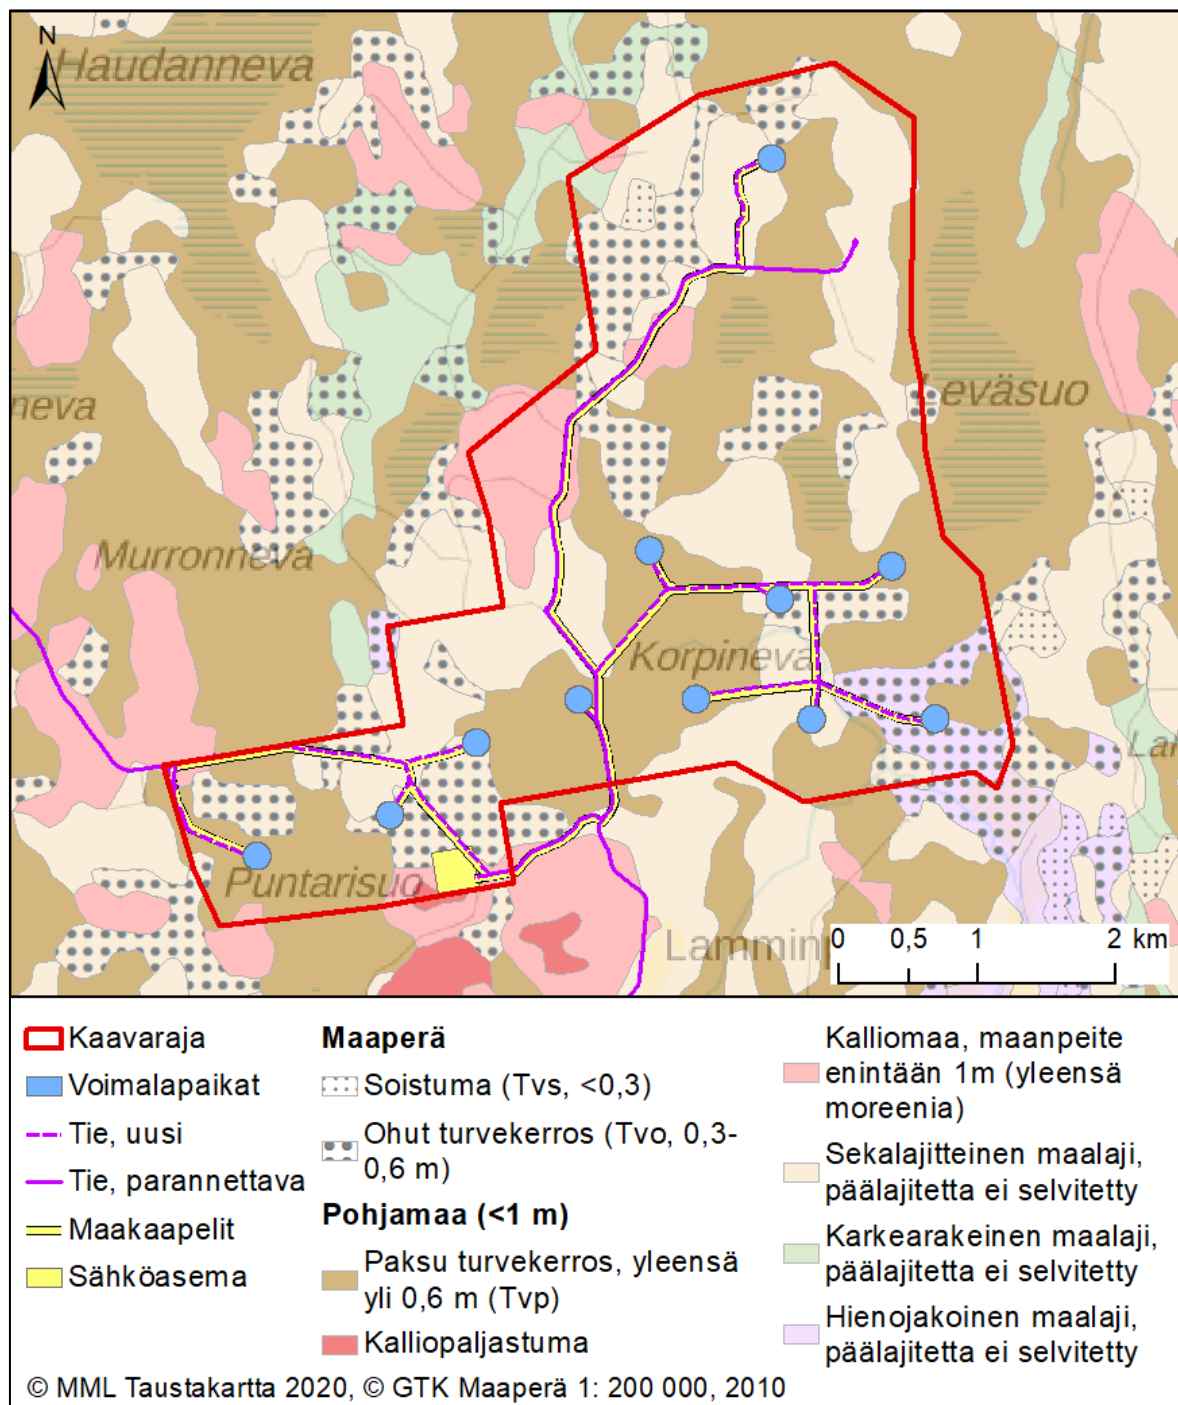 N
Haudanneva
neva
Leväsuo
Murronneva
Korpineva
Puntarisuo
Lar
Lamminp
0 0,5 1 2 km
Kaavaraja
Voimalapaikat
Tie, uusi
Tie, parannettava
Maakaapelit
Sähköasema
Maaperä
Soistuma (Tvs, <0,3)
Ohut turvekerros (Tvo, 0,3-
0,6 m)
Pohjamaa (<1 m)
Paksu turvekerros, yleensä
yli 0,6 m (Tvp)
Kalliopaljastuma
Kalliomaa, maanpeite
enintään 1m (yleensä
moreenia)
Sekalajitteinen maalaji,
päälajitetta ei selvitetty
Karkearakeinen maalaji,
päälajitetta ei selvitetty
Hienojakoinen maalaji,
päälajitetta ei selvitetty
© MML Taustakartta 2020, © GTK Maaperä 1: 200 000, 2010